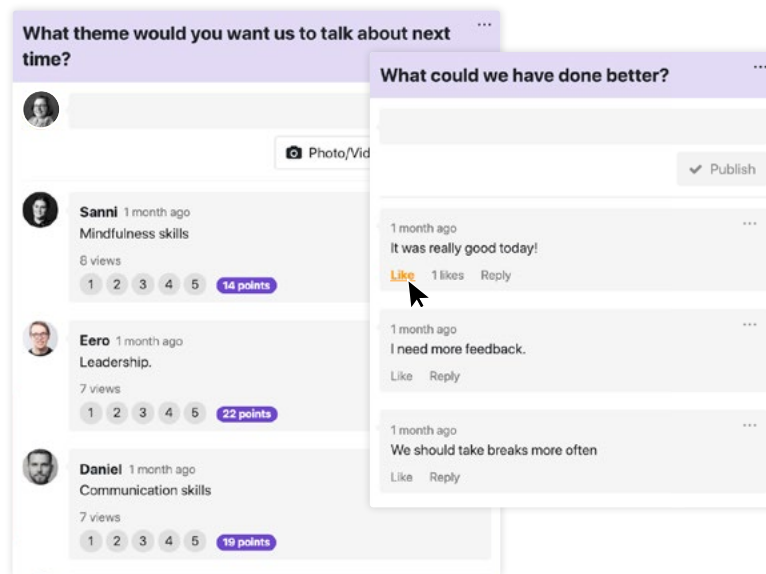 What theme would you want us to talk about next
time?
Photo/Vid
Sanni 1 month ago
Mindfulness skills
8 views
1 2 3 4 5 14 points
Eero 1 month ago
Leadership.
7 views
1 2 3 4 5 22 points
Daniel 1 month ago
Communication skills
7 views
1 2 3 4 5 19 points
What could we have done better?
Publish
1 month ago
It was really good today!
Like 1 likes Reply
1 month ago
I need more feedback.
Like Reply
1 month ago
We should take breaks more often
Like Reply